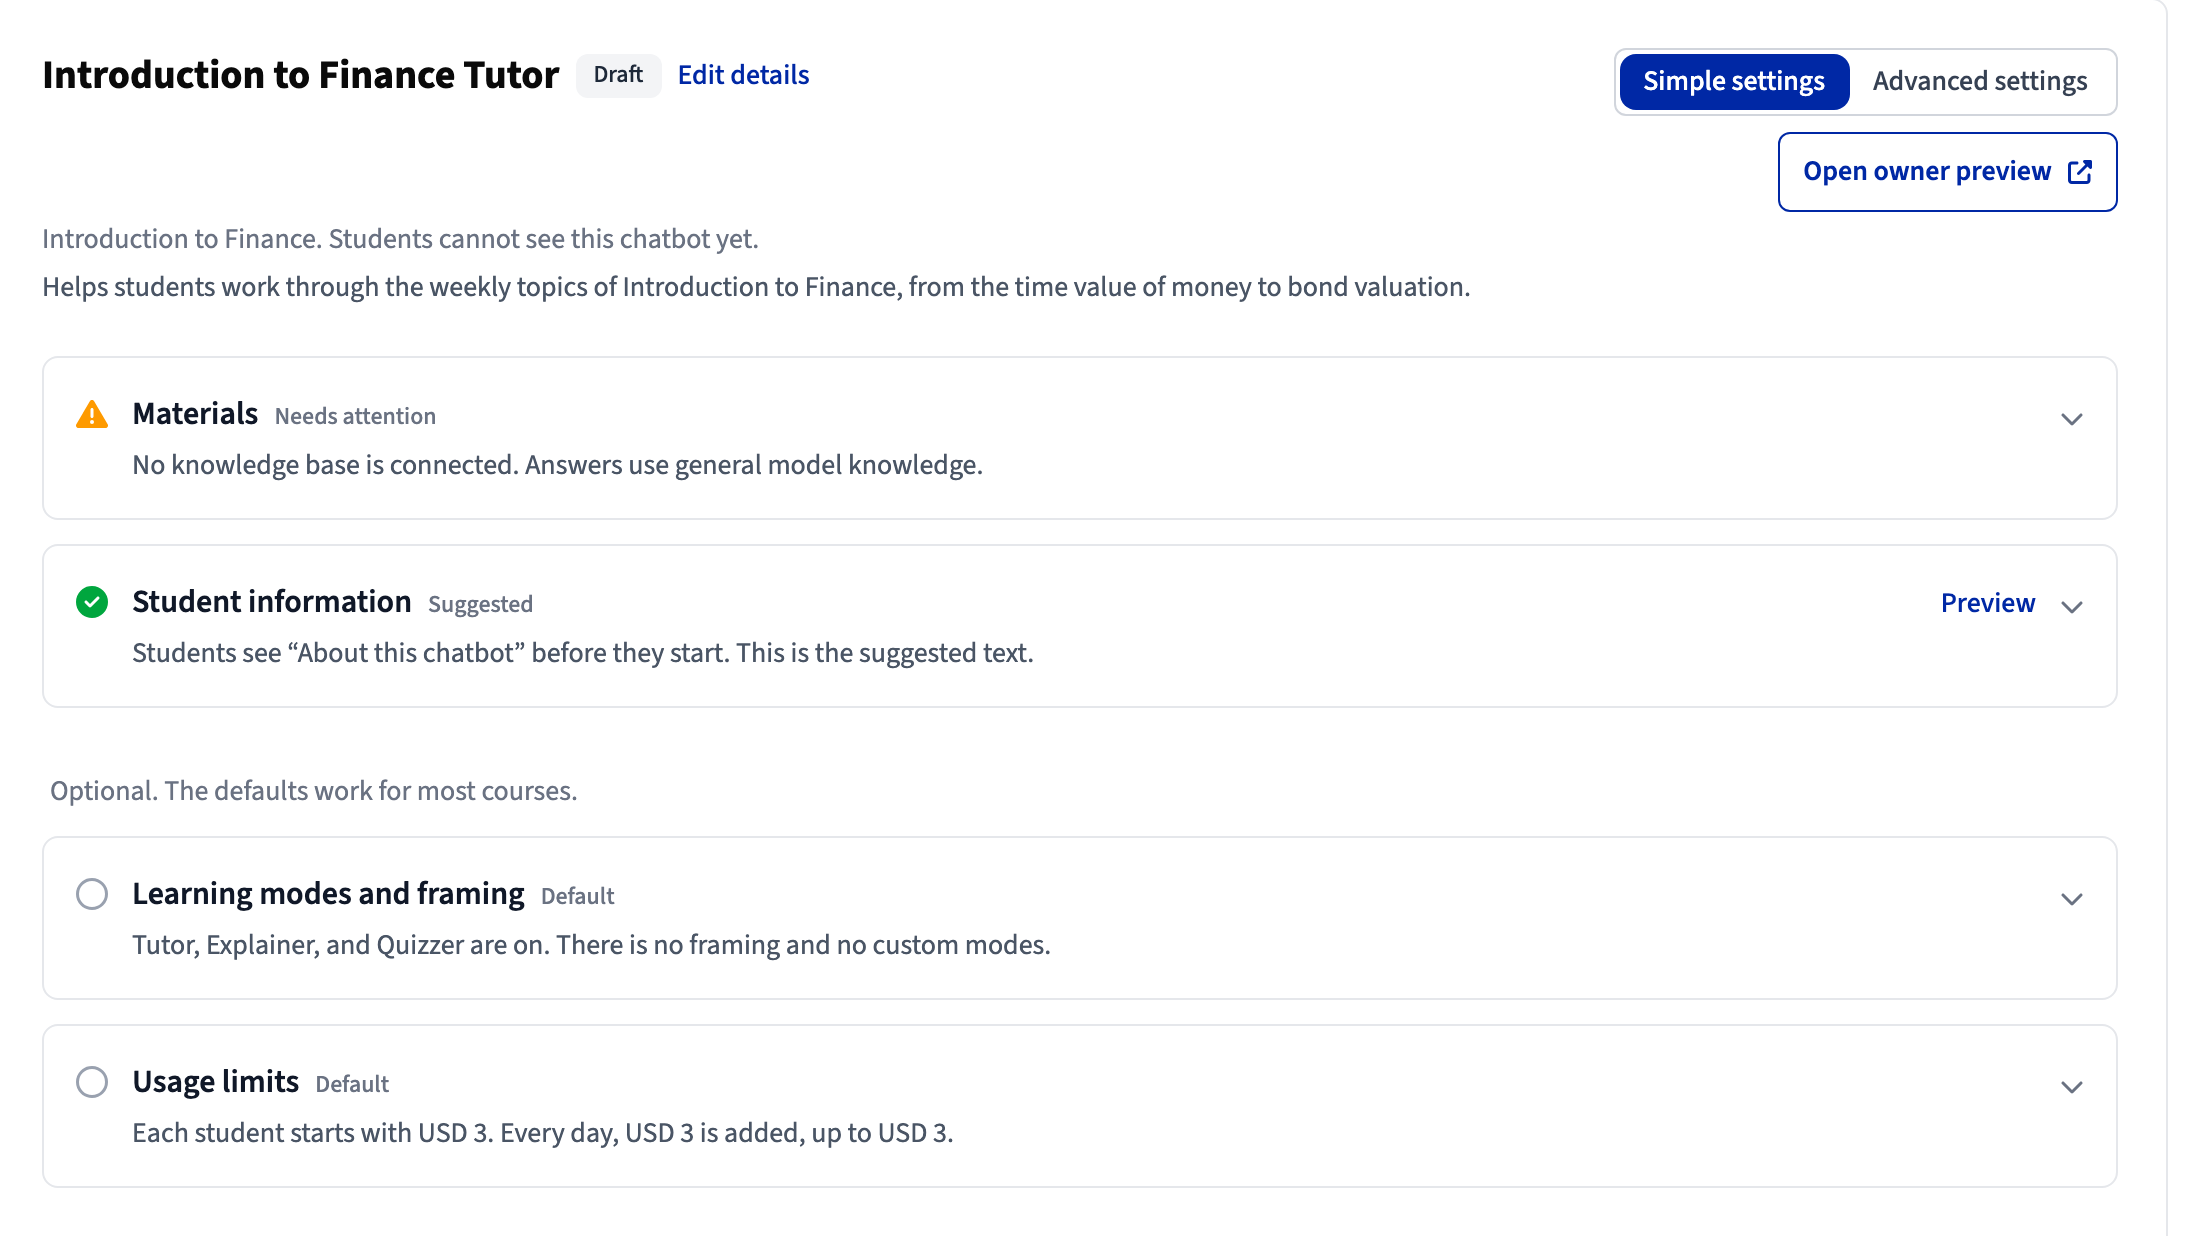 Introduction to Finance Tutor Draft Edit details
Simple settings Advanced settings
Open owner preview
Introduction to Finance. Students cannot see this chatbot yet.
Helps students work through the weekly topics of Introduction to Finance, from the time value of money to bond valuation.
Materials Needs attention
No knowledge base is connected. Answers use general model knowledge.
Student information Suggested Preview
Students see “About this chatbot” before they start. This is the suggested text.
Optional. The defaults work for most courses.
Learning modes and framing Default
Tutor, Explainer, and Quizzer are on. There is no framing and no custom modes.
Usage limits Default
Each student starts with USD 3. Every day, USD 3 is added, up to USD 3.